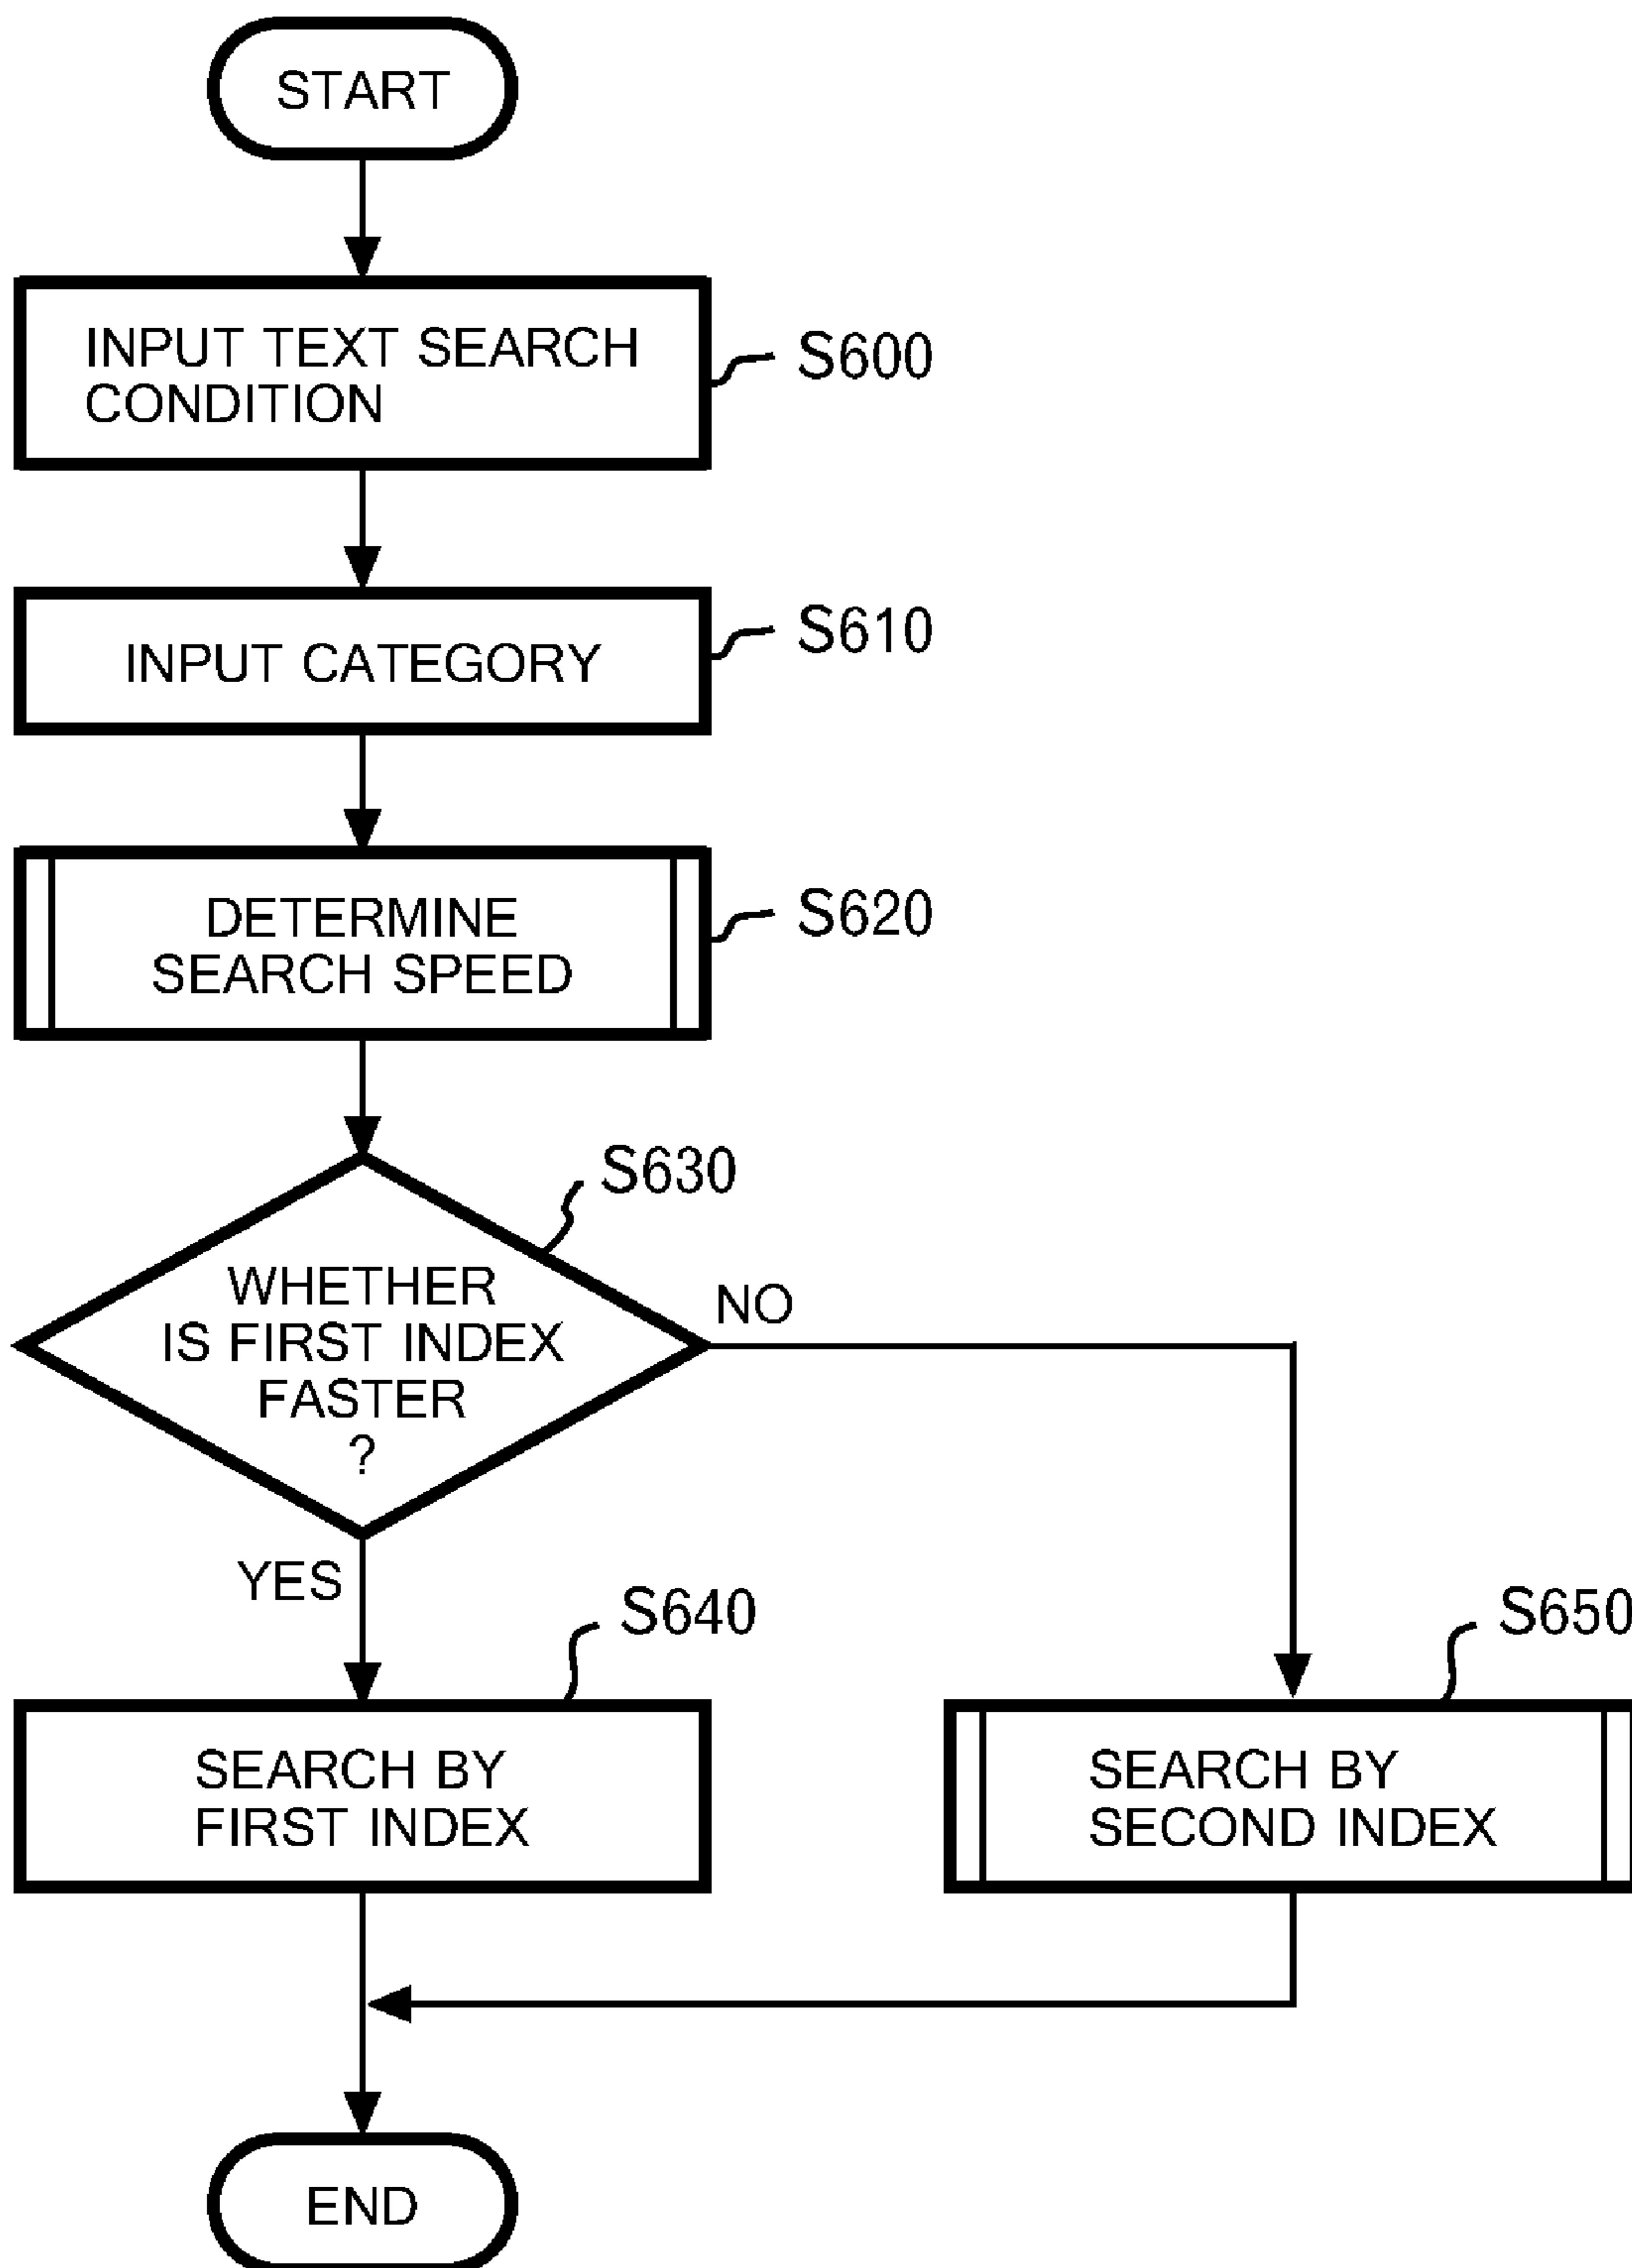 START
INPUT TEXT SEARCH
CONDITION
S600
INPUT CATEGORY
S610
DETERMINE
SEARCH SPEED
S620
S630
WHETHER
IS FIRST INDEX
FASTER
?
NO
YES
S640
SEARCH BY
FIRST INDEX
S650
SEARCH BY
SECOND INDEX
END